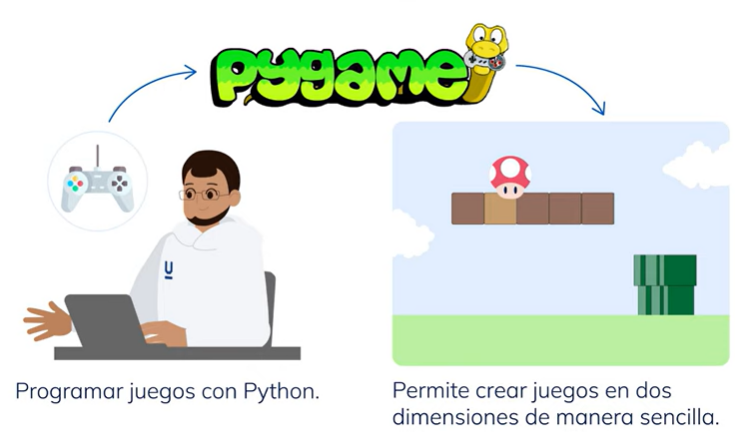 pygame
U
Programar juegos con Python.
Permite crear juegos en dos
dimensiones de manera sencilla.